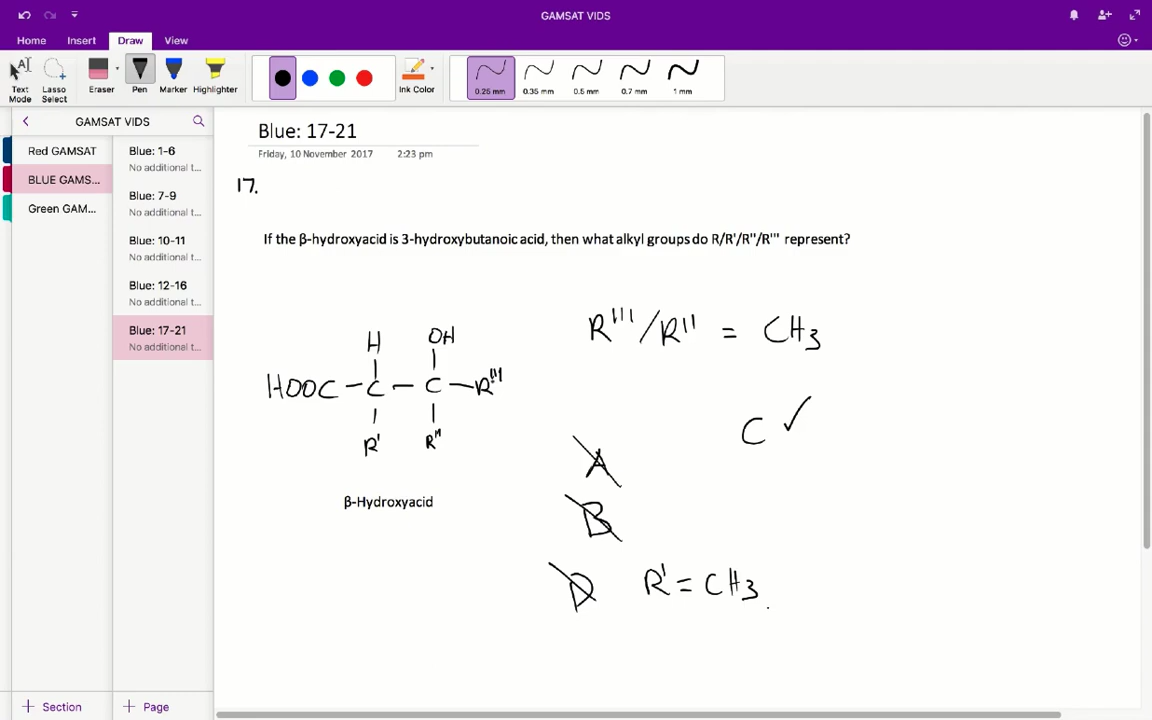 GAMSAT VIDS
Home Insert Draw View
Text Mode
Lasso Select
Eraser
Pen
Marker
Highlighter
Ink Color
0.25 mm 0.35 mm 0.5 mm 0.7 mm 1 mm
GAMSAT VIDS
Red GAMSAT
BLUE GAMS...
Green GAM...
Blue: 1-6
No additional t...
Blue: 7-9
No additional t...
Blue: 10-11
No additional t...
Blue: 12-16
No additional t...
Blue: 17-21
No additional t...
+ Section
+ Page
Blue: 17-21
Friday, 10 November 2017 2:23 pm
17.
If the β-hydroxyacid is 3-hydroxybutanoic acid, then what alkyl groups do R/R'/R''/R''' represent?
H OH
HOOC - C - C - R'''
R' R''
β-Hydroxyacid
R'''/R'' = CH3
C ✓
A
B
D R' = CH3